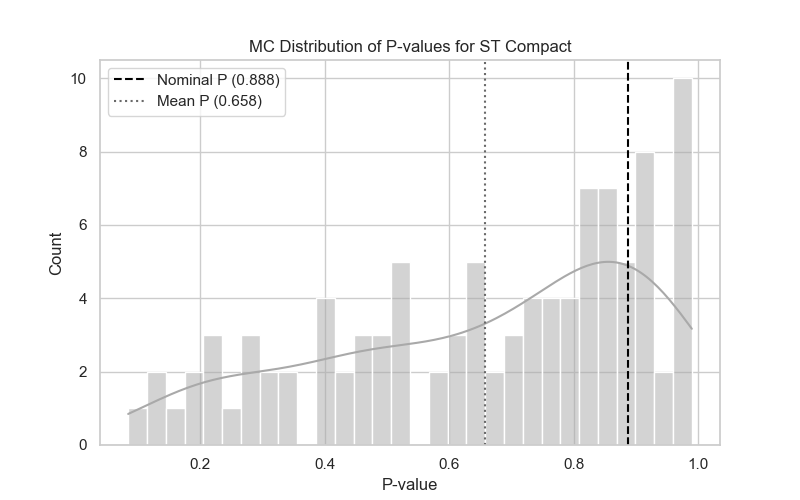 MC Distribution of P-values for ST Compact
Nominal P (0.888)
Mean P (0.658)
10
8
6
4
2
0
Count
0.2 0.4 0.6 0.8 1.0
P-value